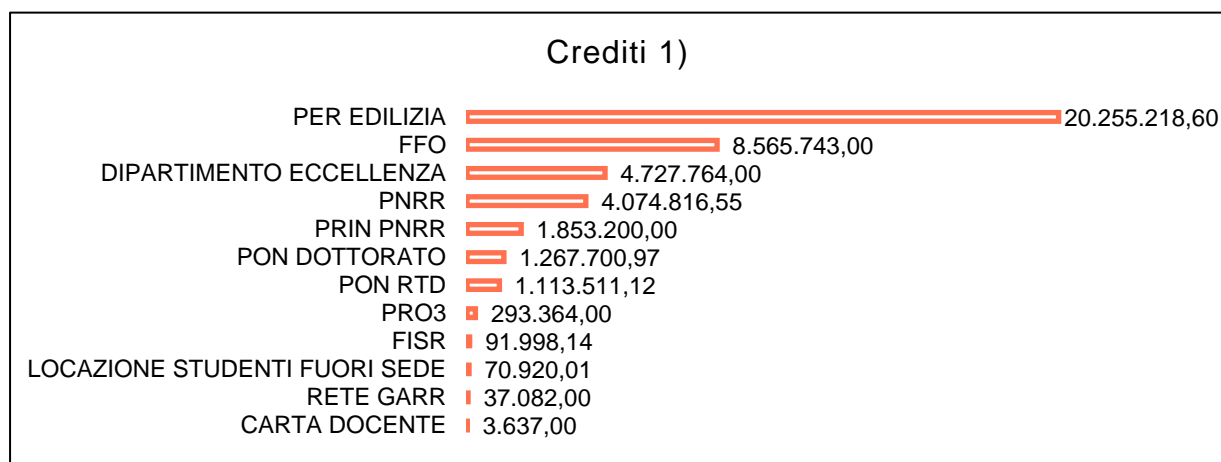 Crediti 1)
PER EDILIZIA 20.255.218,60
FFO 8.565.743,00
DIPARTIMENTO ECCELLENZA 4.727.764,00
PNRR 4.074.816,55
PRIN PNRR 1.853.200,00
PON DOTTORATO 1.267.700,97
PON RTD 1.113.511,12
PRO3 293.364,00
FISR 91.998,14
LOCAZIONE STUDENTI FUORI SEDE 70.920,01
RETE GARR 37.082,00
CARTA DOCENTE 3.637,00